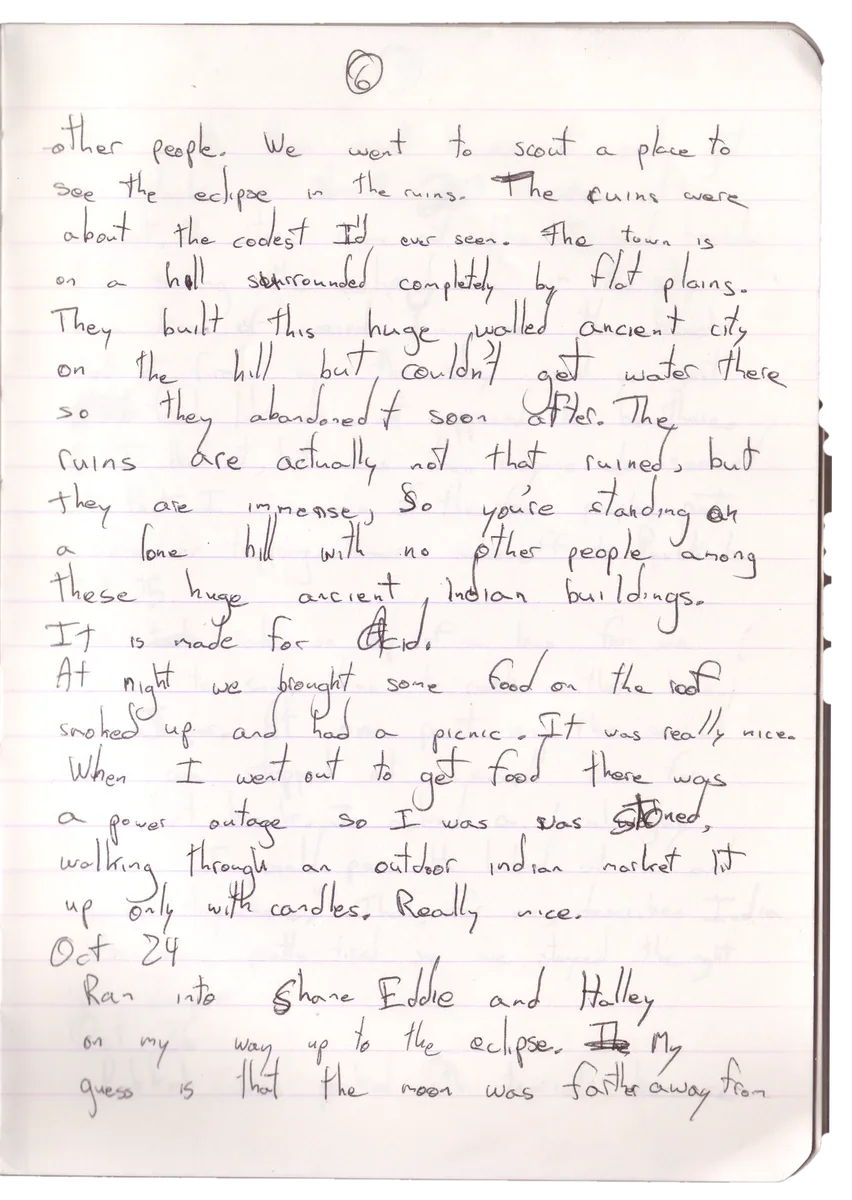 6
other people. We went to scout a place to
see the eclipse in the ruins. The ruins were
about the coolest I'd ever seen. The town is
on a hill surrounded completely by flat plains.
They built this huge walled ancient city
on the hill but couldn't get water there
so they abandoned it soon after. The
ruins are actually not that ruined, but
they are immense, So you're standing on
a lone hill with no other people among
these huge ancient Indian buildings.
It is made for Acid.
At night we brought some food on the roof
smoked up and had a picnic. It was really nice.
When I went out to get food there was
a power outage so I was was stoned,
walking through an outdoor indian market lit
up only with candles. Really nice.
Oct 24
Ran into Shane Eddie and Halley
on my way up to the eclipse. My
guess is that the moon was farther away from